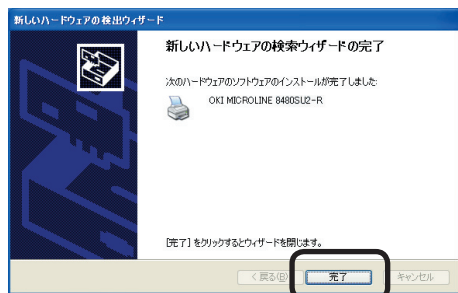 新しいハードウェアの検出ウィザード
新しいハードウェアの検索ウィザードの完了
次のハードウェアのソフトウェアのインストールが完了しました:
OKI MICROLINE 8480SU2-R
[完了] をクリックするとウィザードを閉じます。
< 戻る(B)
完了
キャンセル